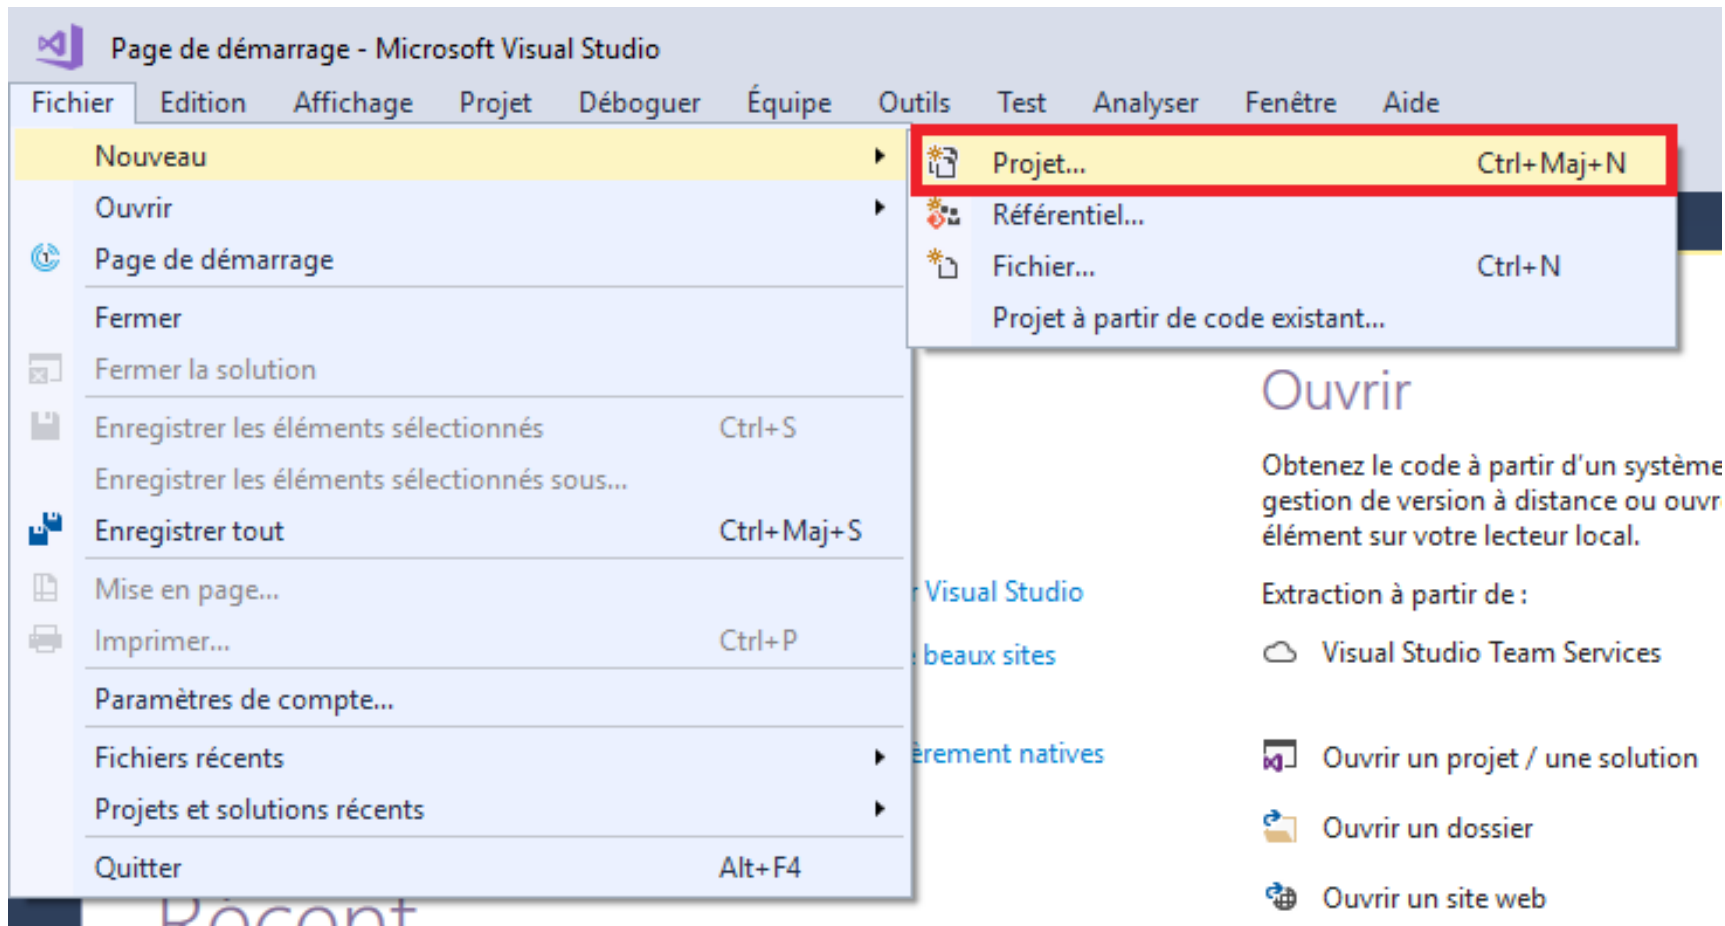 Page de démarrage - Microsoft Visual Studio
Fichier Edition Affichage Projet Déboguer Équipe Outils Test Analyser Fenêtre Aide
Nouveau
Ouvrir
Page de démarrage
Fermer
Fermer la solution
Enregistrer les éléments sélectionnés Ctrl+S
Enregistrer les éléments sélectionnés sous...
Enregistrer tout Ctrl+Maj+S
Mise en page...
Imprimer... Ctrl+P
Paramètres de compte...
Fichiers récents
Projets et solutions récents
Quitter Alt+F4
Projet... Ctrl+Maj+N
Référentiel...
Fichier... Ctrl+N
Projet à partir de code existant...
Visual Studio
beaux sites
èrement natives
Récent
Ouvrir
Obtenez le code à partir d'un système
gestion de version à distance ou ouvr
élément sur votre lecteur local.
Extraction à partir de :
Visual Studio Team Services
Ouvrir un projet / une solution
Ouvrir un dossier
Ouvrir un site web